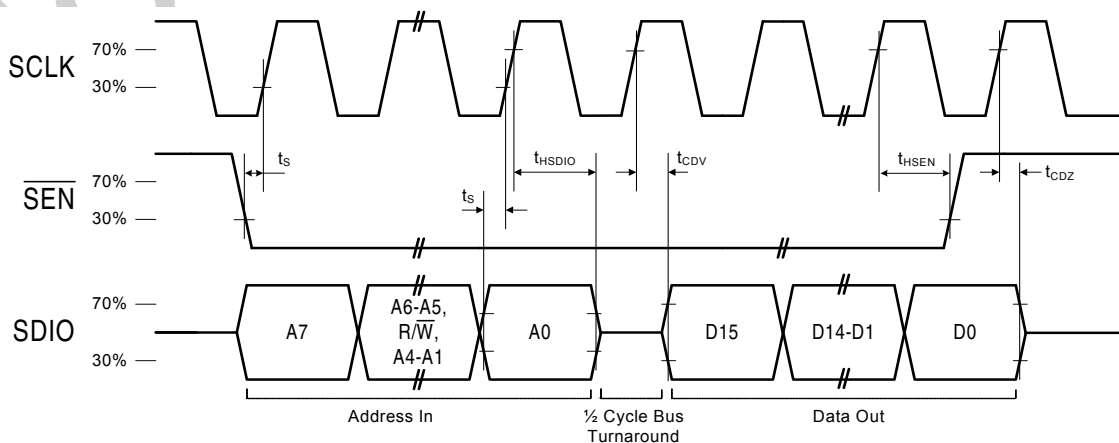 SCLK
70%
30%
SEN
70%
30%
tS
tS
tHSDIO
tCDV
tHSEN
tCDZ
SDIO
70%
30%
A7
A6-A5,
R/W,
A4-A1
A0
D15
D14-D1
D0
Address In
½ Cycle Bus
Turnaround
Data Out